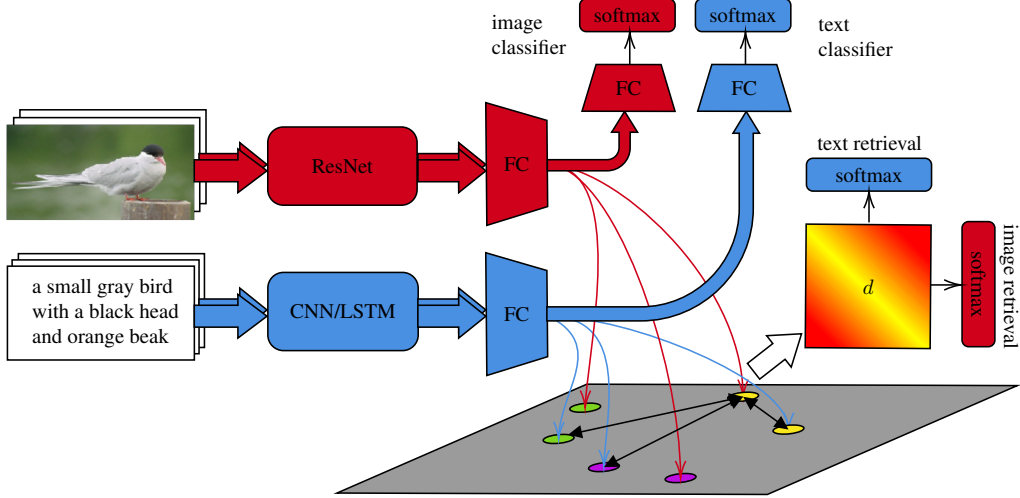 image
classifier
softmax
softmax
text
classifier
FC
FC
ResNet
FC
text retrieval
softmax
a small gray bird
with a black head
and orange beak
CNN/LSTM
FC
d
softmax
image retrieval